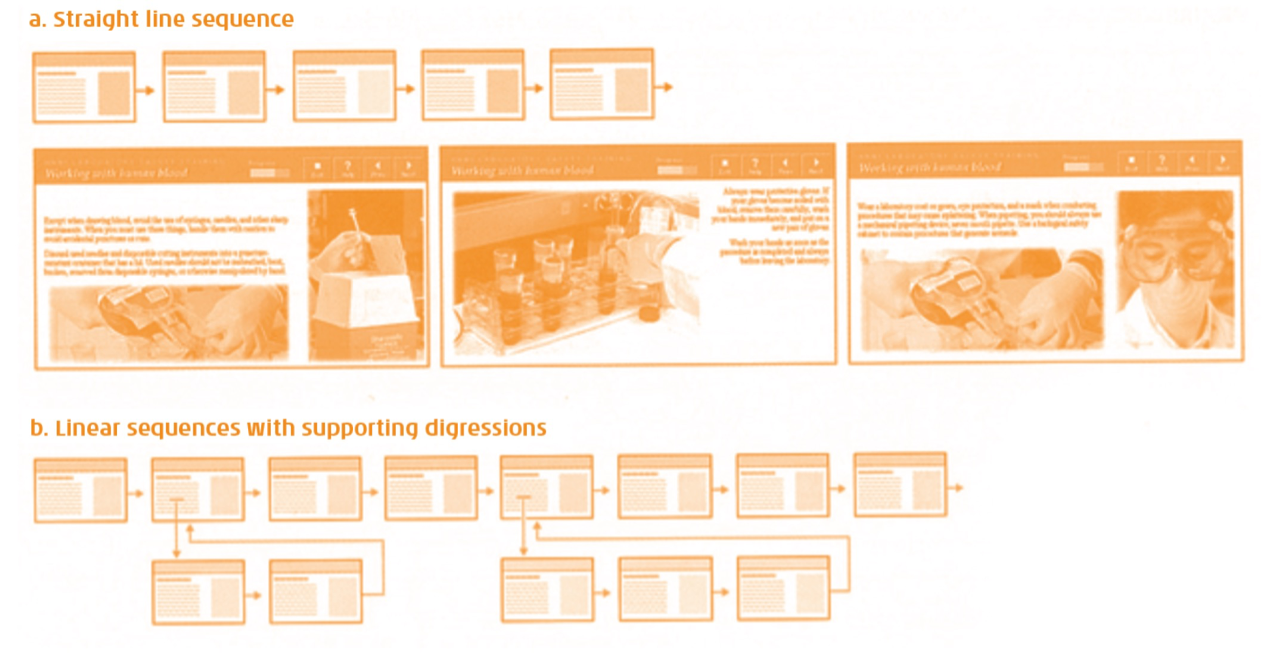 a. Straight line sequence
Working with human blood
? Help
Except when drawing blood, avoid the use of syringes, needles, and other sharp
instruments. When you must use these things, handle them with caution to
avoid accidental punctures or cuts.
Discard used needles and disposable cutting instruments into a puncture-
resistant container that has a lid. Used needles should not be resheathed, bent,
broken, removed from disposable syringes, or otherwise manipulated by hand.
Working with human blood
? Help
Always wear protective gloves. If
your gloves become soiled with
blood, remove them carefully, wash
your hands immediately, and put on a
new pair of gloves
Wash your hands as soon as the
procedure is completed and always
before leaving the laboratory
Working with human blood
? Help
Wear a laboratory coat or gown, eye protection, and a mask when conducting
procedures that may cause splattering. When pipetting, you should always use
a mechanical pipetting device, never mouth pipette. Use a biological safety
cabinet to contain procedures that generate aerosols.
b. Linear sequences with supporting digressions